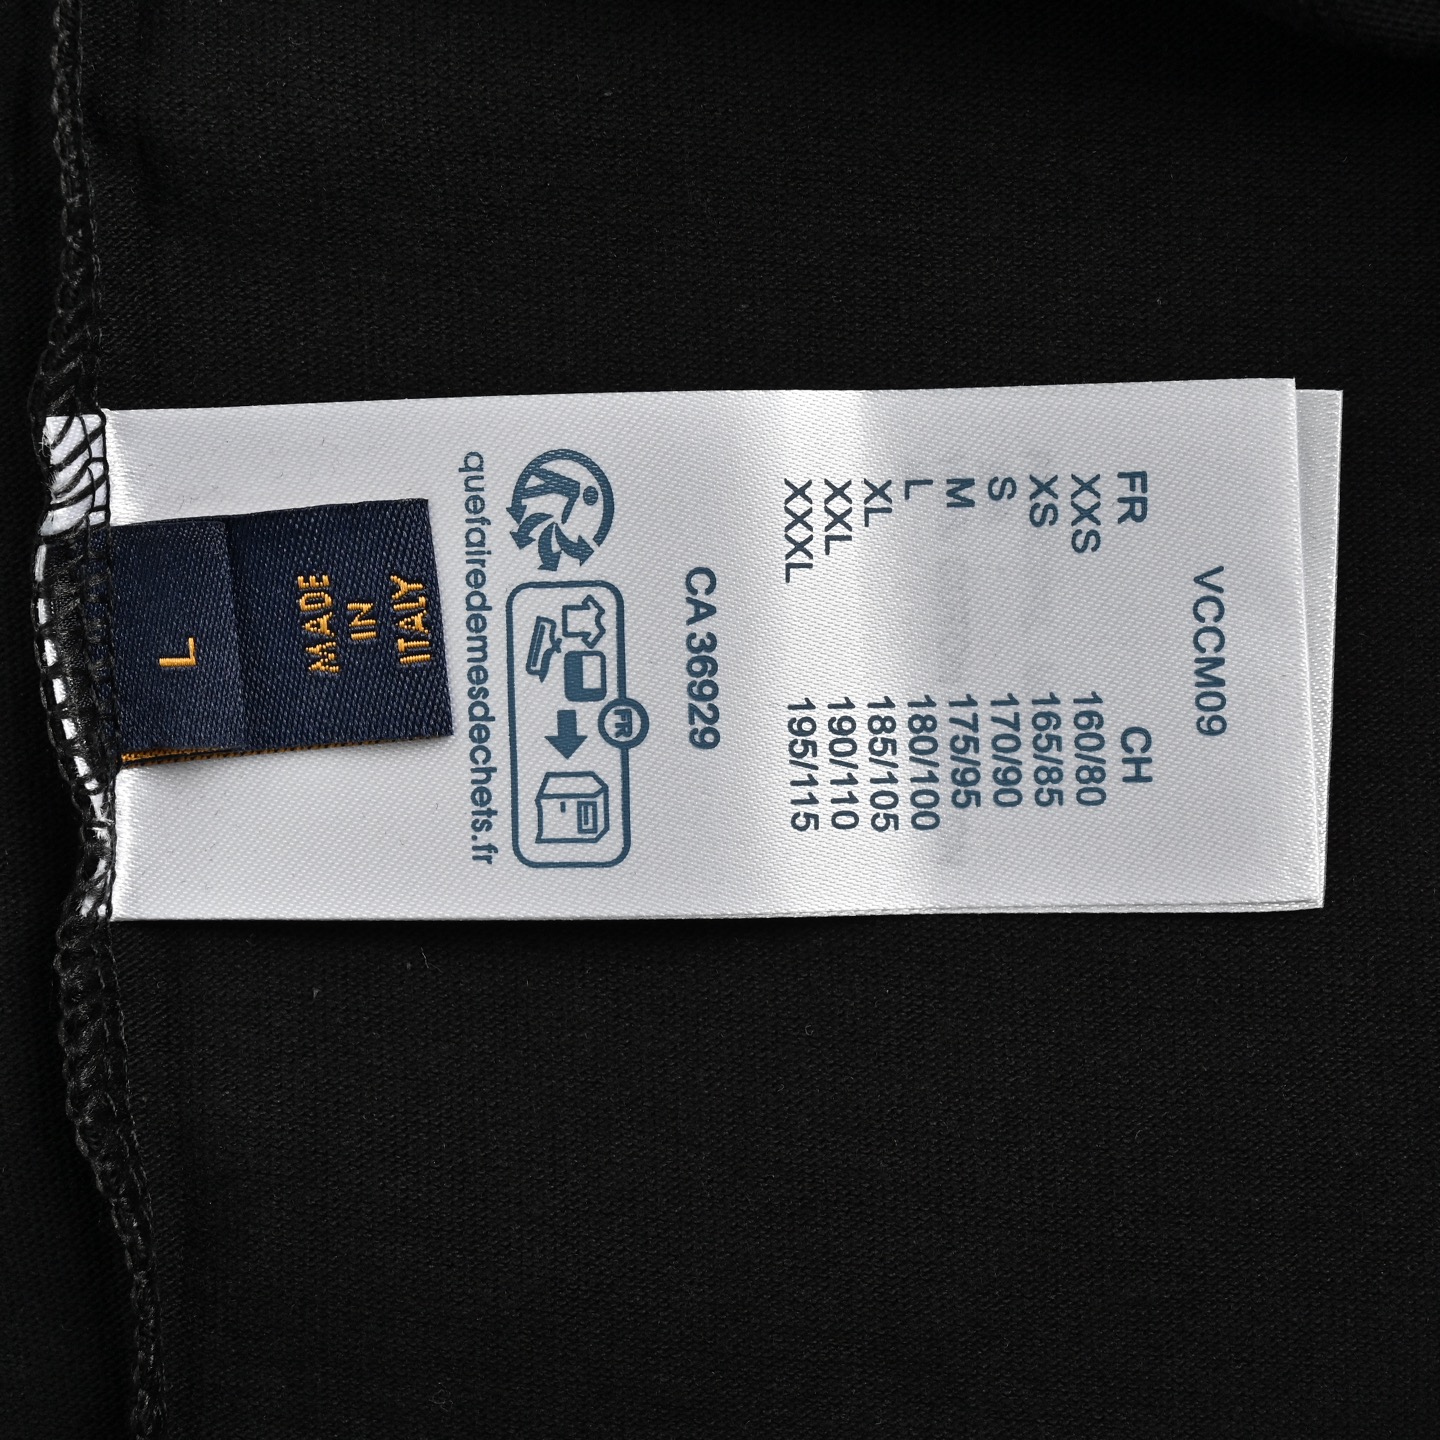 VCCM09
FR CH
XXS 160/80
XS 165/85
S 170/90
M 175/95
L 180/100
XL 185/105
XXL 190/110
XXXL 195/115
CA 36929
FR
quefairedemesdechets.fr
MADE
IN
ITALY
L